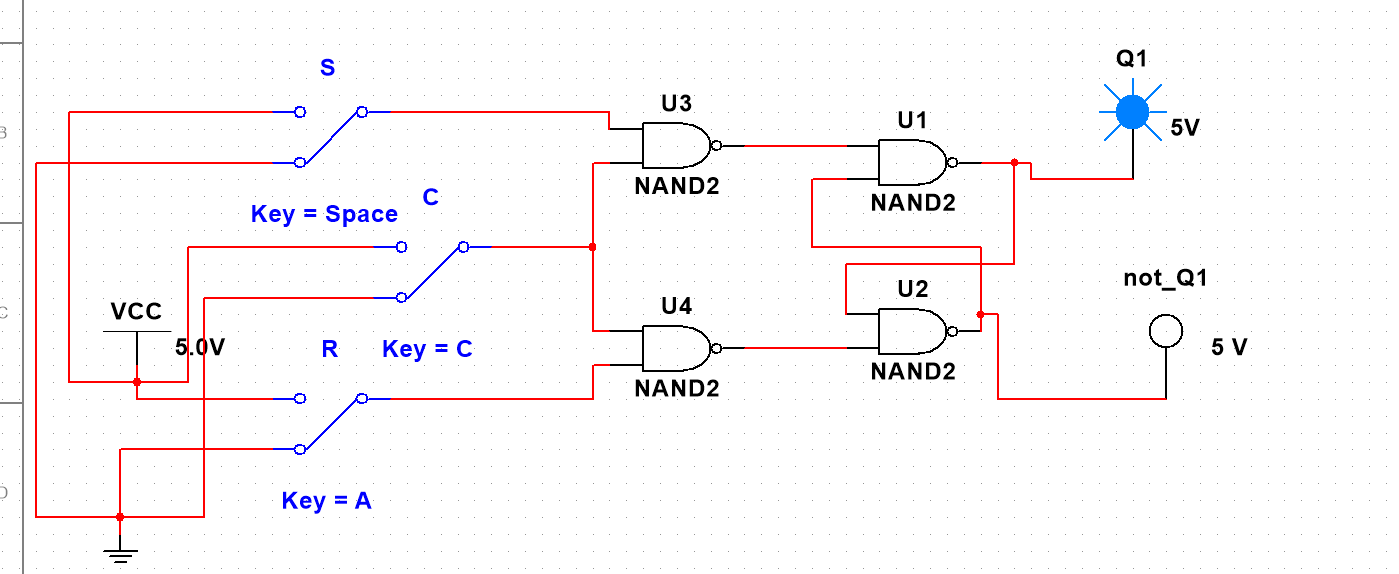 Q1
S
U3
U1
5V
B
NAND2
C
NAND2
Key = Space
not_Q1
U2
VCC
U4
C
5.0V
R
Key = C
5 V
NAND2
NAND2
Key = A
D